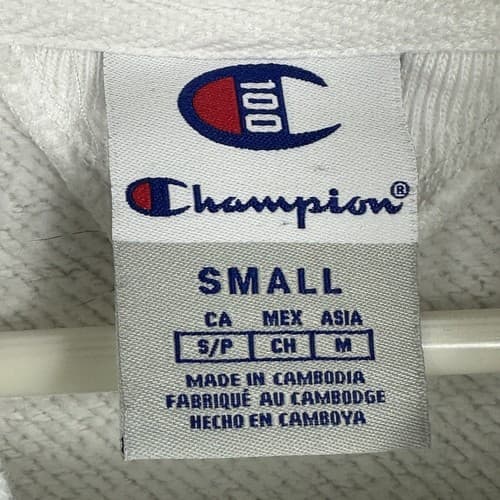 100
Champion®
SMALL
CA MEX ASIA
S/P CH M
MADE IN CAMBODIA
FABRIQUÉ AU CAMBODGE
HECHO EN CAMBOYA